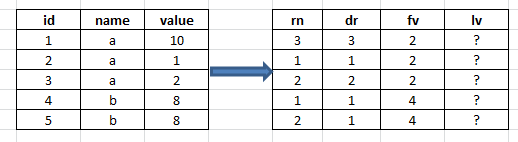 id name value rn dr fv lv
1 a 10 3 3 2 ?
2 a 1 1 1 2 ?
3 a 2 2 2 2 ?
4 b 8 1 1 4 ?
5 b 8 2 1 4 ?